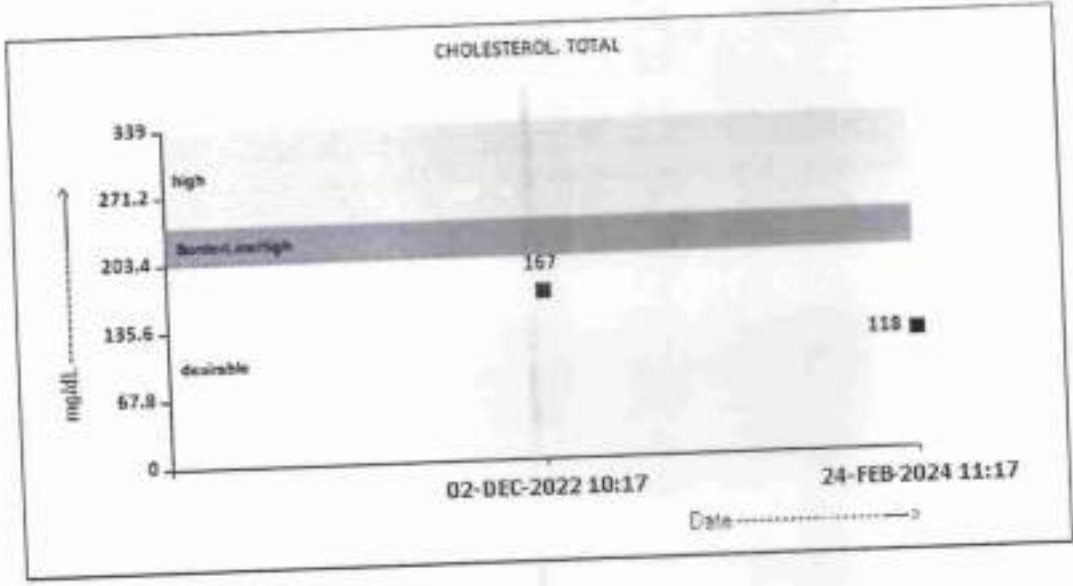 CHOLESTEROL, TOTAL
339
high
271.2
BorderLineHigh
203.4
167
135.6
118
desirable
mg/dL
67.8
0
02-DEC-2022 10:17
24-FEB-2024 11:17
Date